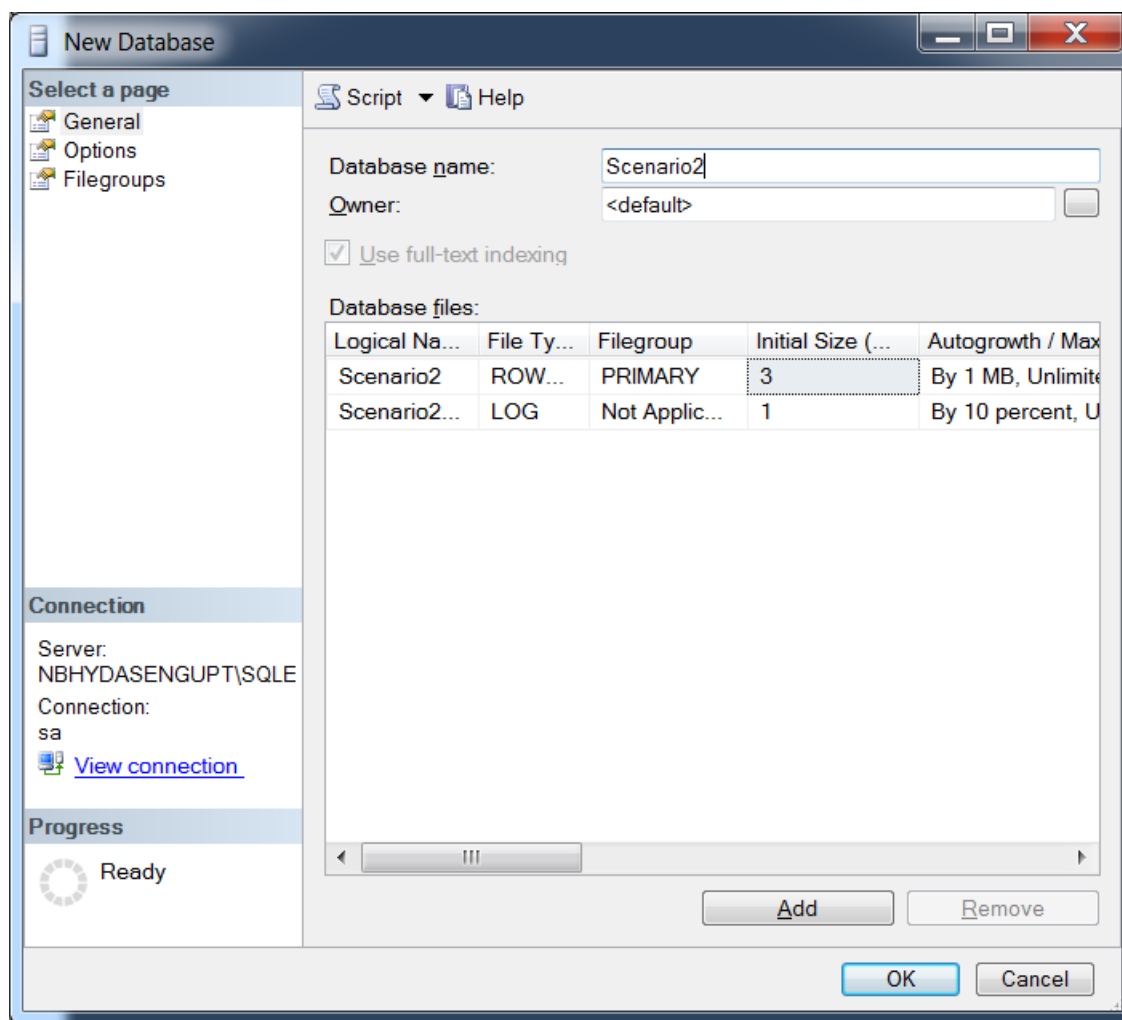 New Database
Select a page
General
Options
Filegroups
Script Help
Database name: Scenario2
Owner: <default>
Use full-text indexing
Database files:
Logical Na... File Ty... Filegroup Initial Size (... Autogrowth / Max
Scenario2 ROW... PRIMARY 3 By 1 MB, Unlimite
Scenario2... LOG Not Applic... 1 By 10 percent, U
Connection
Server:
NBHYDASENGUPT\SQLE
Connection:
sa
View connection
Progress
Ready
Add Remove
OK Cancel